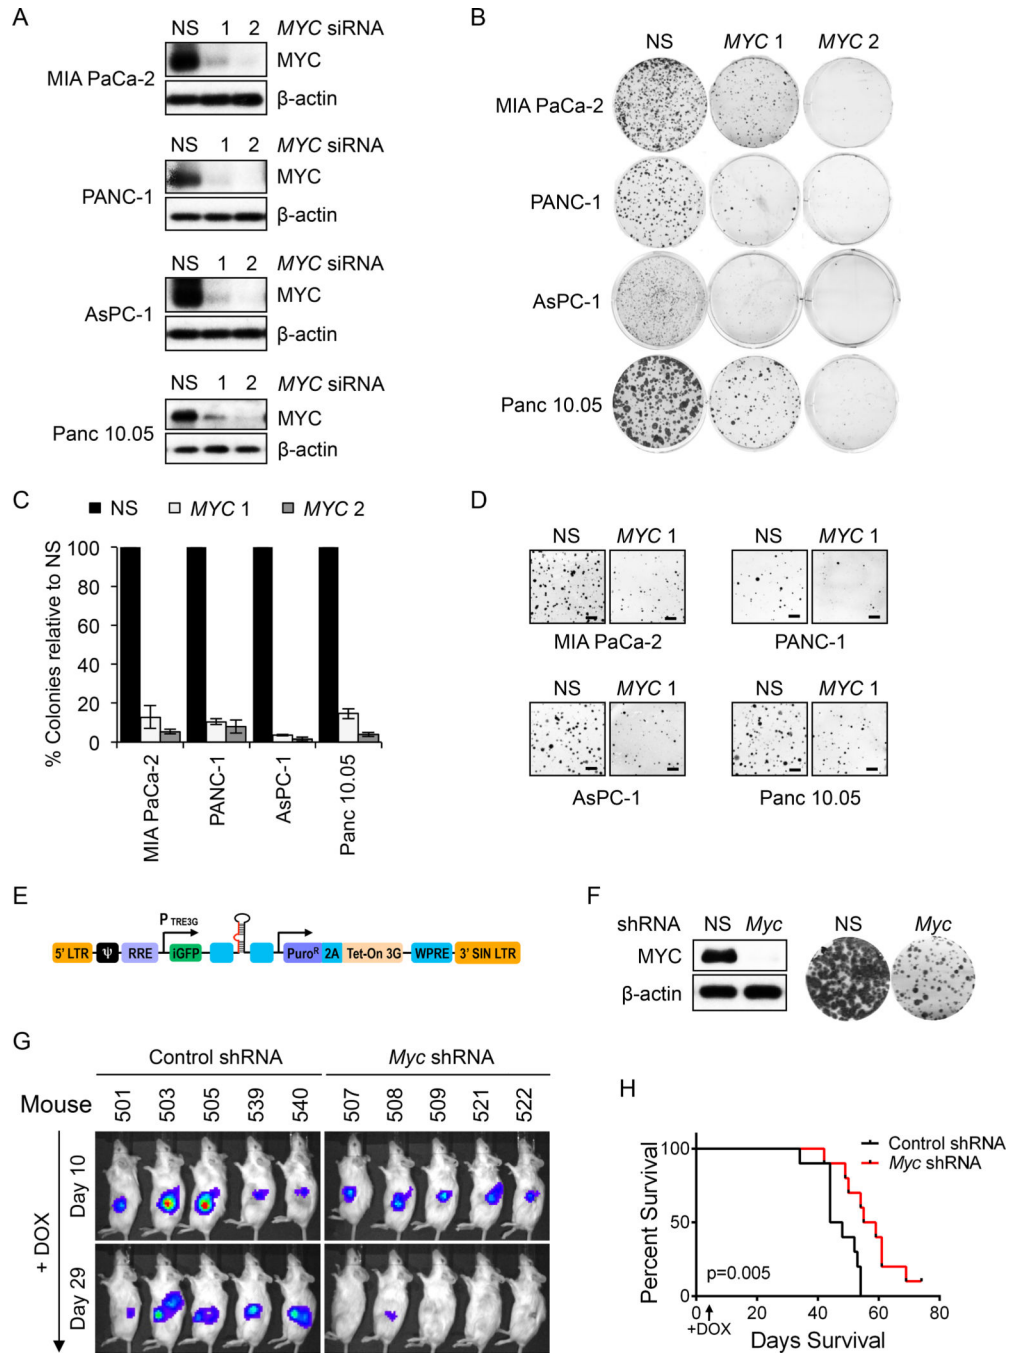 A
NS 1 2 MYC siRNA
MIA PaCa-2
MYC
β-actin
NS 1 2 MYC siRNA
PANC-1
MYC
β-actin
NS 1 2 MYC siRNA
AsPC-1
MYC
β-actin
NS 1 2 MYC siRNA
Panc 10.05
MYC
β-actin
B
NS MYC 1 MYC 2
MIA PaCa-2
PANC-1
AsPC-1
Panc 10.05
C
NS MYC 1 MYC 2
% Colonies relative to NS
100
80
60
40
20
0
MIA PaCa-2
PANC-1
AsPC-1
Panc 10.05
D
NS MYC 1 NS MYC 1
MIA PaCa-2 PANC-1
NS MYC 1 NS MYC 1
AsPC-1 Panc 10.05
E
P TRE3G
5' LTR Ψ RRE iGFP PuroR 2A Tet-On 3G WPRE 3' SIN LTR
F
shRNA NS Myc NS Myc
MYC
β-actin
G
Control shRNA Myc shRNA
Mouse 501 503 505 539 540 507 508 509 521 522
+ DOX
Day 10
Day 29
H
Control shRNA
Myc shRNA
Percent Survival
100
50
0
p=0.005
0 20 40 60 80
+DOX
Days Survival